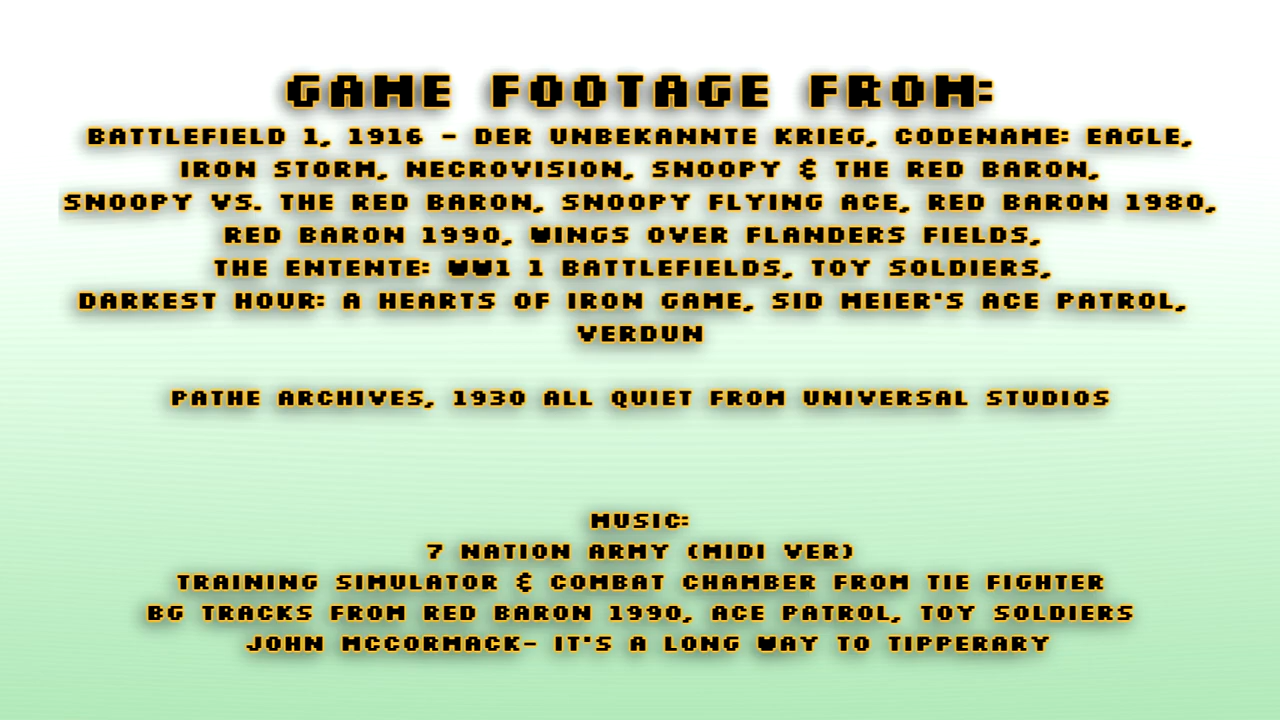 GAME FOOTAGE FROM:
BATTLEFIELD 1, 1916 - DER UNBEKANNTE KRIEG, CODENAME: EAGLE,
IRON STORM, NECROVISION, SNOOPY & THE RED BARON,
SNOOPY VS. THE RED BARON, SNOOPY FLYING ACE, RED BARON 1980,
RED BARON 1990, WINGS OVER FLANDERS FIELDS,
THE ENTENTE: WW1 1 BATTLEFIELDS, TOY SOLDIERS,
DARKEST HOUR: A HEARTS OF IRON GAME, SID MEIER'S ACE PATROL,
VERDUN
PATHE ARCHIVES, 1930 ALL QUIET FROM UNIVERSAL STUDIOS
MUSIC:
7 NATION ARMY (MIDI VER)
TRAINING SIMULATOR & COMBAT CHAMBER FROM TIE FIGHTER
BG TRACKS FROM RED BARON 1990, ACE PATROL, TOY SOLDIERS
JOHN MCCORMACK- IT'S A LONG WAY TO TIPPERARY